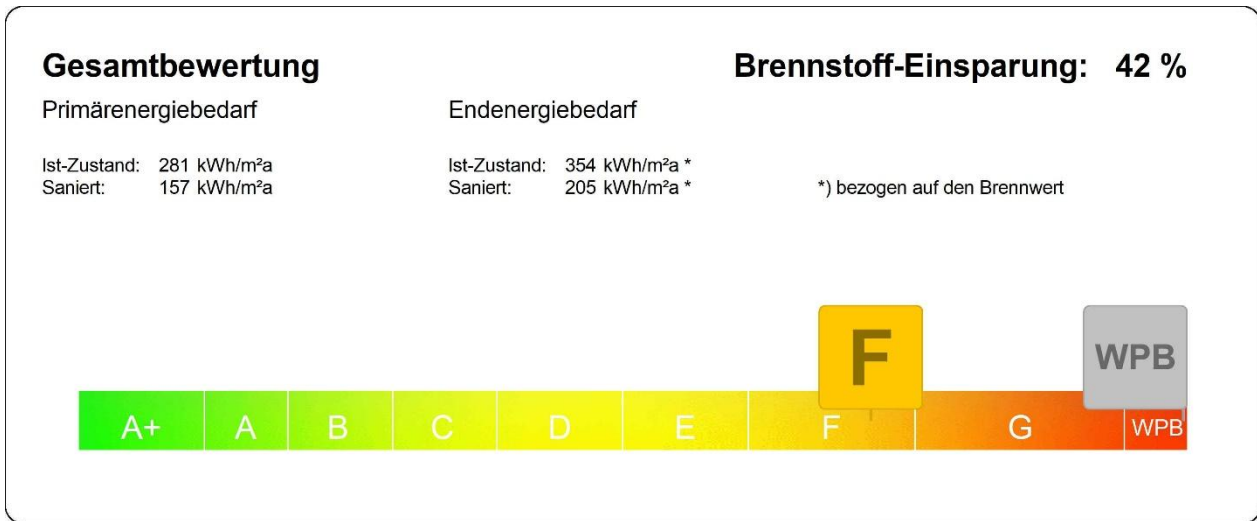 Gesamtbewertung
Brennstoff-Einsparung: 42 %
Primärenergiebedarf
Endenergiebedarf
Ist-Zustand: 281 kWh/m²a
Ist-Zustand: 354 kWh/m²a *
Saniert: 157 kWh/m²a
Saniert: 205 kWh/m²a *
*) bezogen auf den Brennwert
F
WPB
A+ A B C D E F G WPB